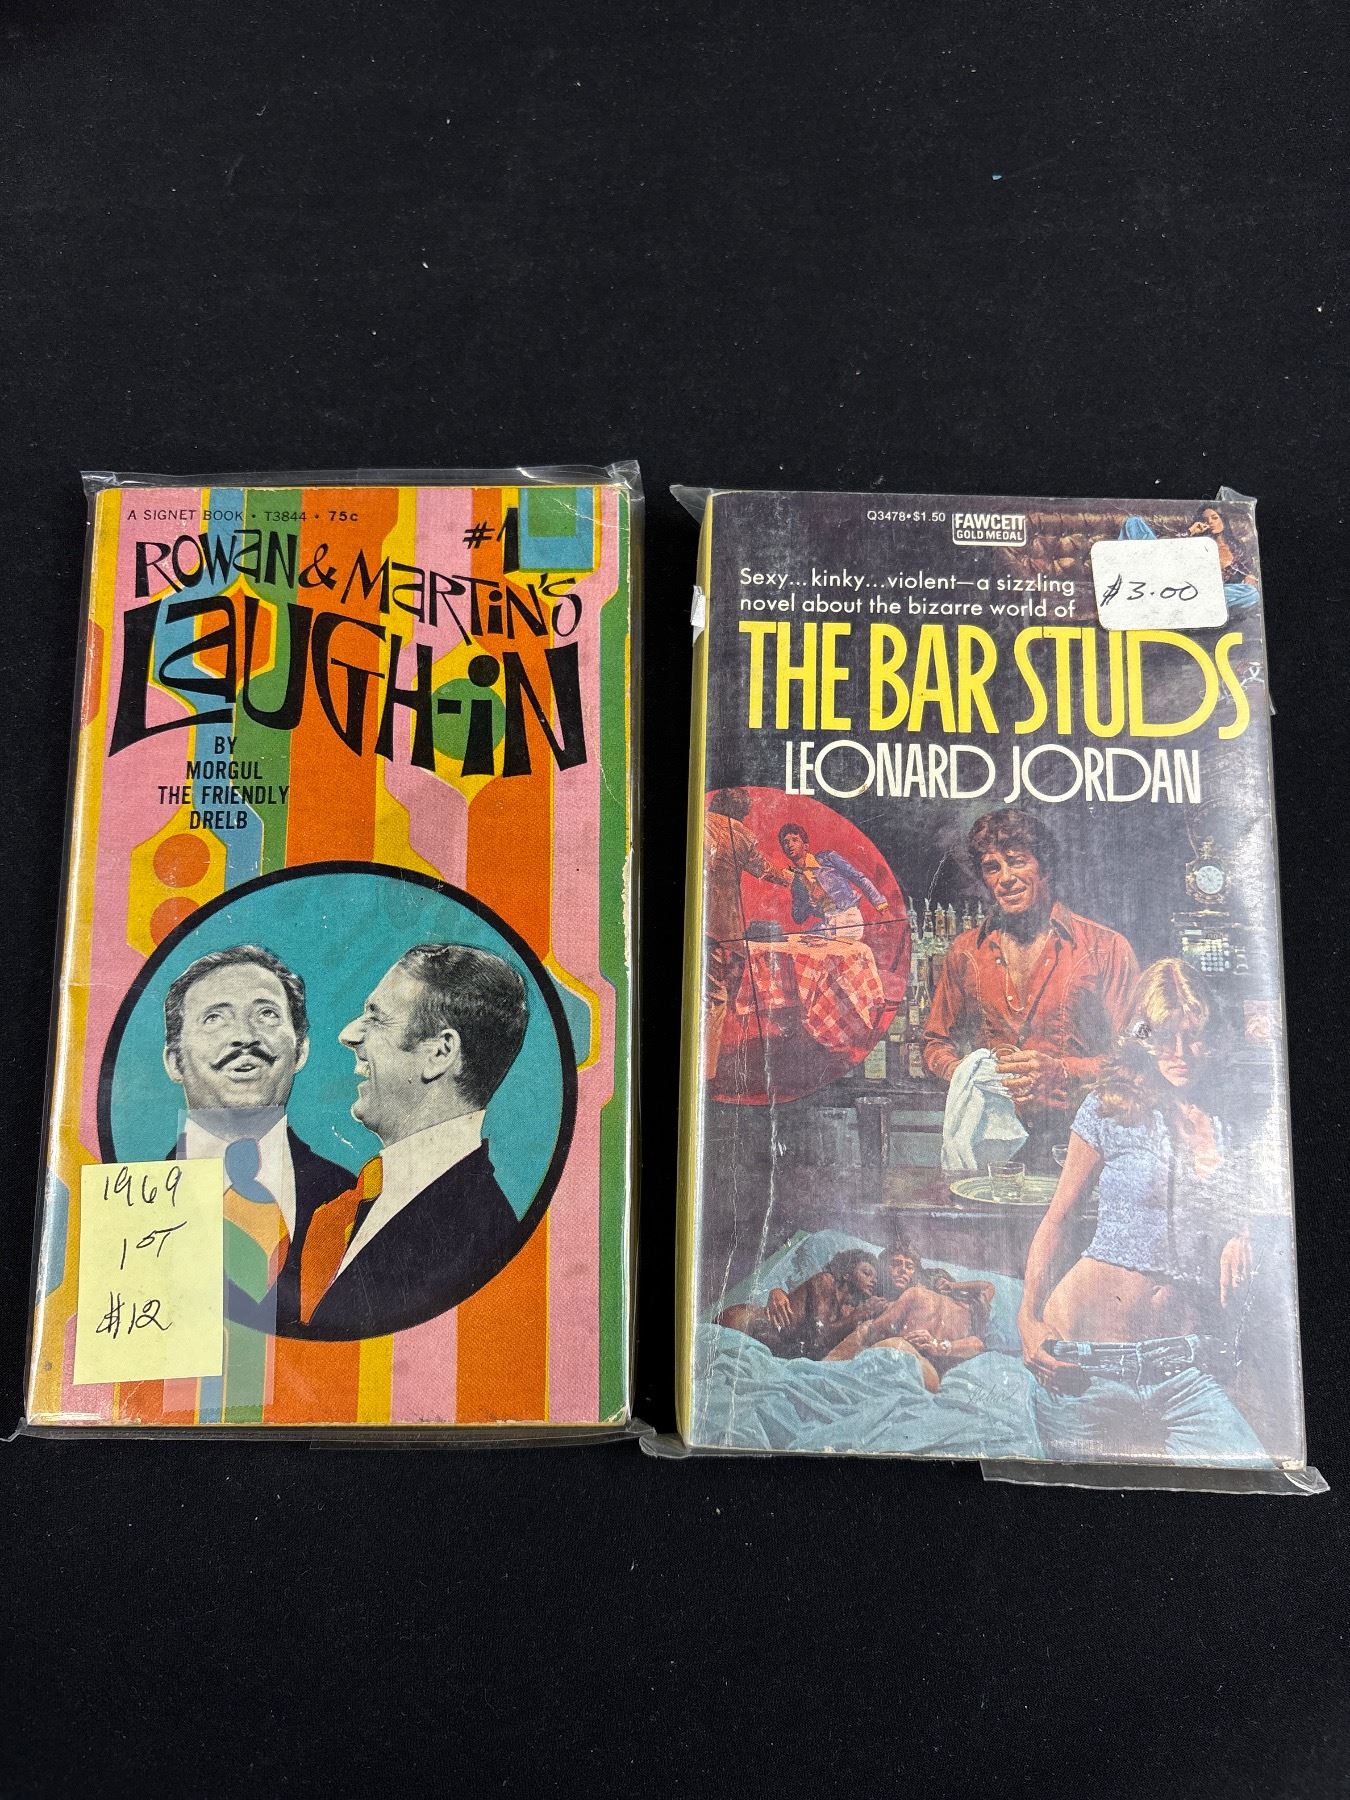 A SIGNET BOOK • T3844 • 75c
#1
ROWAN & MARTIN'S
LAUGH-IN
BY
MORGUL
THE FRIENDLY
DRELB
1969
1ST
$12
Q3478 • $1.50
FAWCETT
GOLD MEDAL
Sexy...kinky...violent—a sizzling
novel about the bizarre world of
$3.00
THE BAR STUDS
LEONARD JORDAN